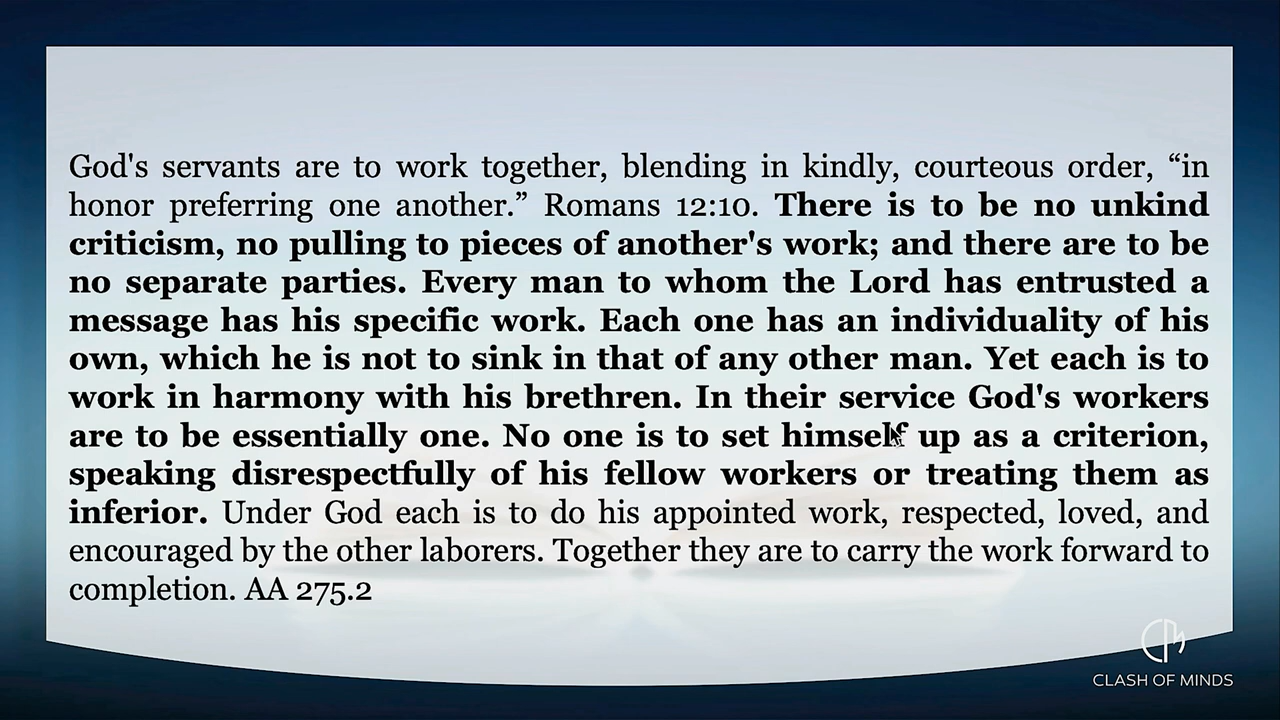 God's servants are to work together, blending in kindly, courteous order, “in
honor preferring one another.” Romans 12:10. There is to be no unkind
criticism, no pulling to pieces of another's work; and there are to be
no separate parties. Every man to whom the Lord has entrusted a
message has his specific work. Each one has an individuality of his
own, which he is not to sink in that of any other man. Yet each is to
work in harmony with his brethren. In their service God's workers
are to be essentially one. No one is to set himself up as a criterion,
speaking disrespectfully of his fellow workers or treating them as
inferior. Under God each is to do his appointed work, respected, loved, and
encouraged by the other laborers. Together they are to carry the work forward to
completion. AA 275.2
CLASH OF MINDS